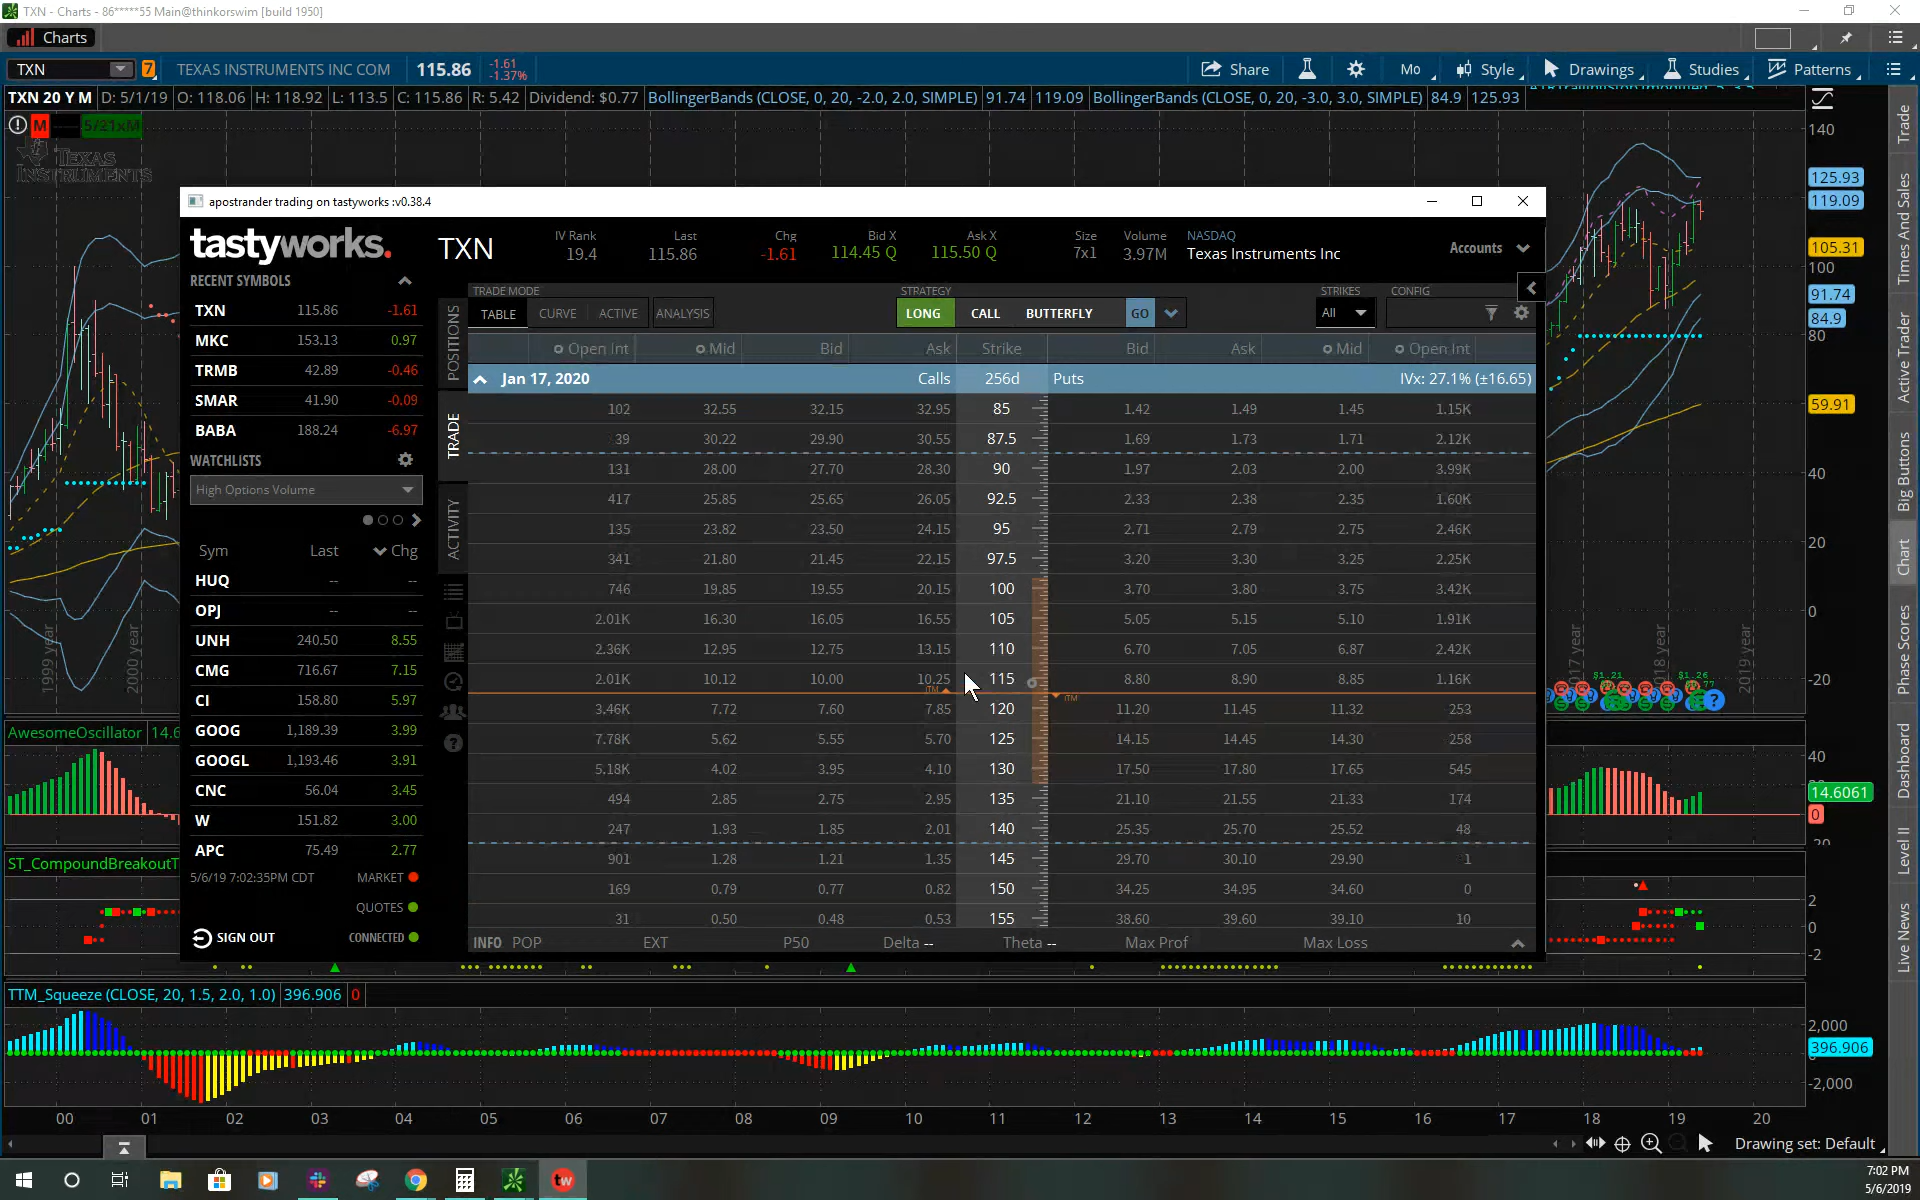 TXN - Charts - 86*****55 Main@thinkorswim [build 1950]
Charts
TXN 7 TEXAS INSTRUMENTS INC COM 115.86 -1.61 -1.37% Share Mo Style Drawings Studies Patterns
TXN 20 Y M D: 5/1/19 O: 118.06 H: 118.92 L: 113.5 C: 115.86 R: 5.42 Dividend: $0.77 BollingerBands (CLOSE, 0, 20, -2.0, 2.0, SIMPLE) 91.74 119.09 BollingerBands (CLOSE, 0, 20, -3.0, 3.0, SIMPLE) 84.9 125.93
M 5/21xM
TEXAS INSTRUMENTS
140
125.93
119.09
105.31
100
91.74
84.9
80
59.91
40
20
0
-20
1999 year
2000 year
2018 year
2019 year
Trade
Times And Sales
Active Trader
Big Buttons
Chart
Phase Scores
Dashboard
Level II
Live News
apostrander trading on tastyworks :v0.38.4
tastyworks.
TXN
IV Rank Last Chg Bid X Ask X Size Volume NASDAQ
19.4 115.86 -1.61 114.45 Q 115.50 Q 7x1 3.97M Texas Instruments Inc
Accounts
RECENT SYMBOLS
TXN 115.86 -1.61
MKC 153.13 0.97
TRMB 42.89 -0.46
SMAR 41.90 -0.09
BABA 188.24 -6.97
WATCHLISTS
High Options Volume
Sym Last Chg
HUQ -- --
OPJ -- --
UNH 240.50 8.55
CMG 716.67 7.15
CI 158.80 5.97
GOOG 1,189.39 3.99
GOOGL 1,193.46 3.91
CNC 56.04 3.45
W 151.82 3.00
APC 75.49 2.77
5/6/19 7:02:35PM CDT MARKET
QUOTES
SIGN OUT CONNECTED
POSITIONS
TRADE
ACTIVITY
TRADE MODE STRATEGY STRIKES CONFIG
TABLE CURVE ACTIVE ANALYSIS LONG CALL BUTTERFLY GO All
Open Int Mid Bid Ask Strike Bid Ask Mid Open Int
Jan 17, 2020 Calls 256d Puts IVx: 27.1% (±16.65)
102 32.55 32.15 32.95 85 1.42 1.49 1.45 1.15K
39 30.22 29.90 30.55 87.5 1.69 1.73 1.71 2.12K
131 28.00 27.70 28.30 90 1.97 2.03 2.00 3.99K
417 25.85 25.65 26.05 92.5 2.33 2.38 2.35 1.60K
135 23.82 23.50 24.15 95 2.71 2.79 2.75 2.46K
341 21.80 21.45 22.15 97.5 3.20 3.30 3.25 2.25K
746 19.85 19.55 20.15 100 3.70 3.80 3.75 3.42K
2.01K 16.30 16.05 16.55 105 5.05 5.15 5.10 1.91K
2.36K 12.95 12.75 13.15 110 6.70 7.05 6.87 2.42K
2.01K 10.12 10.00 10.25 115 8.80 8.90 8.85 1.16K
ITM ITM
3.46K 7.72 7.60 7.85 120 11.20 11.45 11.32 253
7.78K 5.62 5.55 5.70 125 14.15 14.45 14.30 258
5.18K 4.02 3.95 4.10 130 17.50 17.80 17.65 545
494 2.85 2.75 2.95 135 21.10 21.55 21.33 174
247 1.93 1.85 2.01 140 25.35 25.70 25.52 48
901 1.28 1.21 1.35 145 29.70 30.10 29.90 1
169 0.79 0.77 0.82 150 34.25 34.95 34.60 0
31 0.50 0.48 0.53 155 38.60 39.60 39.10 10
INFO POP EXT P50 Delta -- Theta -- Max Prof Max Loss
$1.21 $1.26
AwesomeOscillator 14.6
40
14.6061
0
ST_CompoundBreakoutT
2
0
-2
TTM_Squeeze (CLOSE, 20, 1.5, 2.0, 1.0) 396.906 0
2,000
396.906
-2,000
00 01 02 03 04 05 06 07 08 09 10 11 12 13 14 15 16 17 18 19 20
Drawing set: Default
tw
7:02 PM
5/6/2019